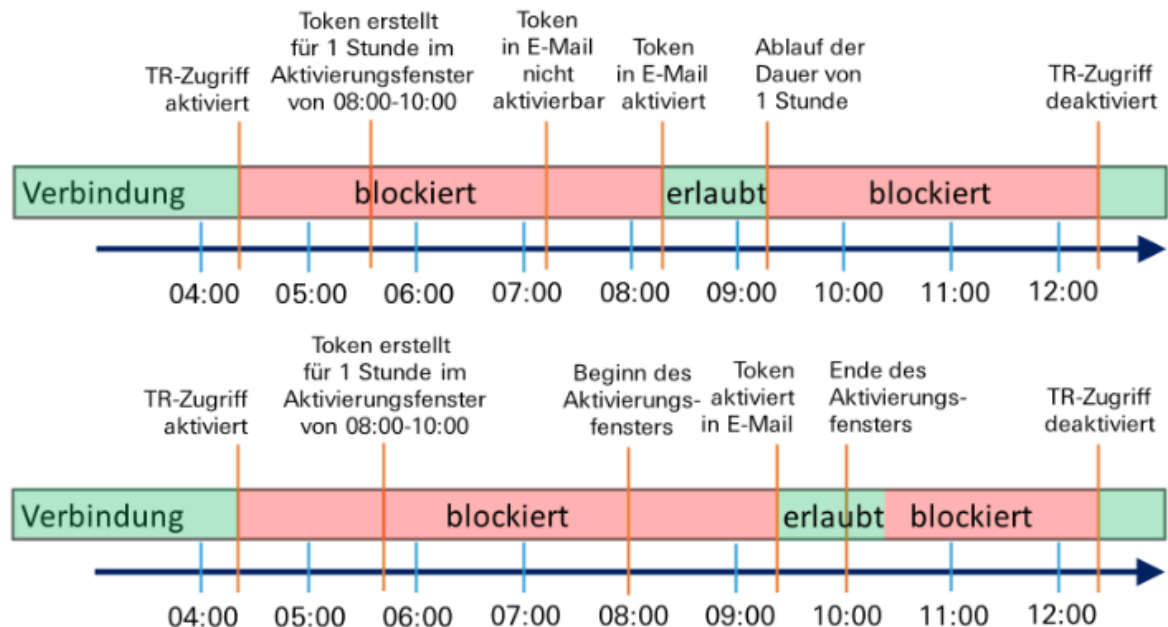 TR-Zugriff
aktiviert
Token erstellt
für 1 Stunde im
Aktivierungsfenster
von 08:00-10:00
Token
in E-Mail
nicht
aktivierbar
Token
in E-Mail
aktiviert
Ablauf der
Dauer von
1 Stunde
TR-Zugriff
deaktiviert
Verbindung
blockiert
erlaubt
blockiert
04:00 05:00 06:00 07:00 08:00 09:00 10:00 11:00 12:00
TR-Zugriff
aktiviert
Token erstellt
für 1 Stunde im
Aktivierungsfenster
von 08:00-10:00
Beginn des
Aktivierungs-
fensters
Token
aktiviert
in E-Mail
Ende des
Aktivierungs-
fensters
TR-Zugriff
deaktiviert
Verbindung
blockiert
erlaubt
blockiert
04:00 05:00 06:00 07:00 08:00 09:00 10:00 11:00 12:00